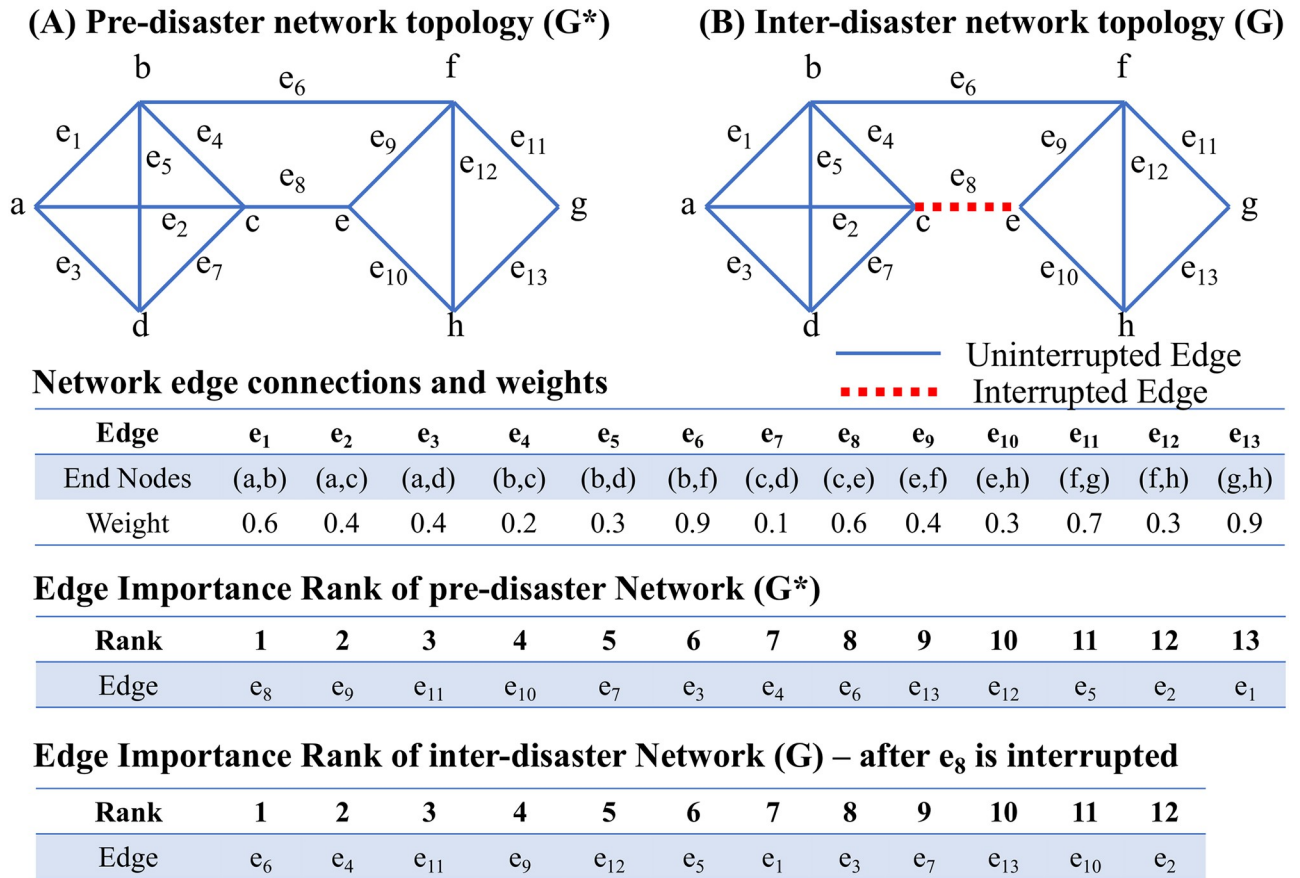 (A) Pre-disaster network topology (G*) (B) Inter-disaster network topology (G)
b f b f
e6 e6
e1 e4 e9 e11 e1 e4 e9 e11
e5 e12 e5 e12
e8 e8
a c e g a c e g
e2 e2
e3 e7 e10 e13 e3 e7 e10 e13
d h d h
Uninterrupted Edge
Interrupted Edge
Network edge connections and weights
Edge e1 e2 e3 e4 e5 e6 e7 e8 e9 e10 e11 e12 e13
End Nodes (a,b) (a,c) (a,d) (b,c) (b,d) (b,f) (c,d) (c,e) (e,f) (e,h) (f,g) (f,h) (g,h)
Weight 0.6 0.4 0.4 0.2 0.3 0.9 0.1 0.6 0.4 0.3 0.7 0.3 0.9
Edge Importance Rank of pre-disaster Network (G*)
Rank 1 2 3 4 5 6 7 8 9 10 11 12 13
Edge e8 e9 e11 e10 e7 e3 e4 e6 e13 e12 e5 e2 e1
Edge Importance Rank of inter-disaster Network (G) – after e8 is interrupted
Rank 1 2 3 4 5 6 7 8 9 10 11 12
Edge e6 e4 e11 e9 e12 e5 e1 e3 e7 e13 e10 e2